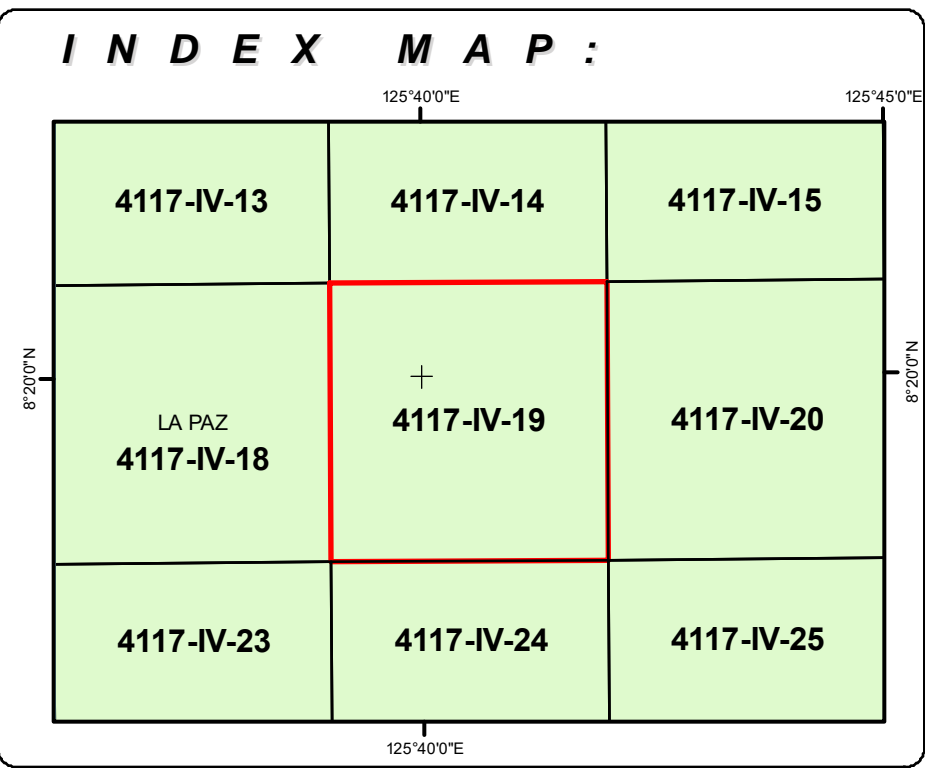 INDEX MAP:
125°40'0"E
125°45'0"E
4117-IV-13
4117-IV-14
4117-IV-15
8°20'0"N
8°20'0"N
LA PAZ
4117-IV-18
4117-IV-19
4117-IV-20
4117-IV-23
4117-IV-24
4117-IV-25
125°40'0"E